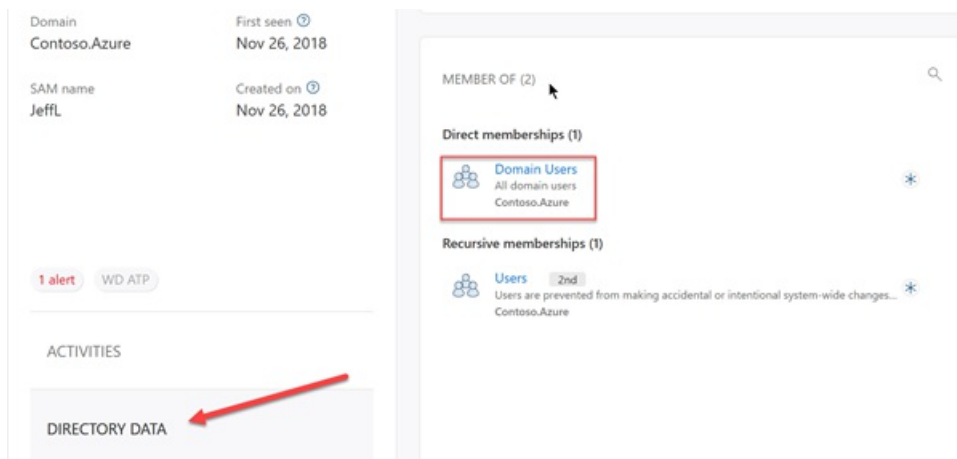 Domain
First seen
Contoso.Azure
Nov 26, 2018
SAM name
Created on
JeffL
Nov 26, 2018
1 alert
WD ATP
ACTIVITIES
DIRECTORY DATA
MEMBER OF (2)
Direct memberships (1)
Domain Users
All domain users
Contoso.Azure
Recursive memberships (1)
Users 2nd
Users are prevented from making accidental or intentional system-wide changes...
Contoso.Azure